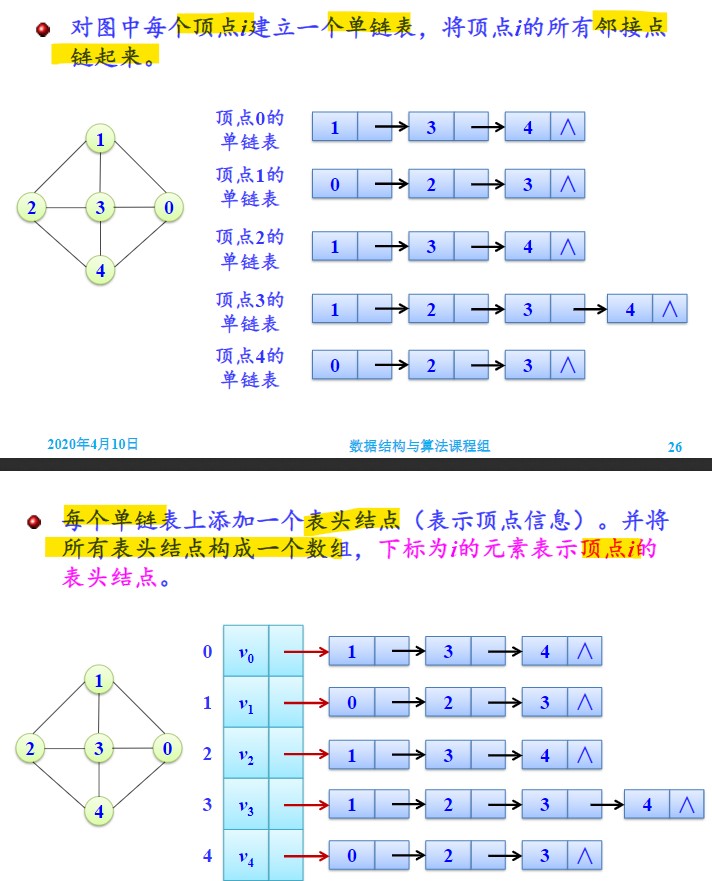 对图中每个顶点i建立一个单链表，将顶点i的所有邻接点
链起来。
1
2 3 0
4
顶点0的
单链表
1 3 4 ∧
顶点1的
单链表
0 2 3 ∧
顶点2的
单链表
1 3 4 ∧
顶点3的
单链表
1 2 3 4 ∧
顶点4的
单链表
0 2 3 ∧
2020年4月10日 数据结构与算法课程组 26
每个单链表上添加一个表头结点（表示顶点信息）。并将
所有表头结点构成一个数组，下标为i的元素表示顶点i的
表头结点。
1
2 3 0
4
0 v0 1 3 4 ∧
1 v1 0 2 3 ∧
2 v2 1 3 4 ∧
3 v3 1 2 3 4 ∧
4 v4 0 2 3 ∧